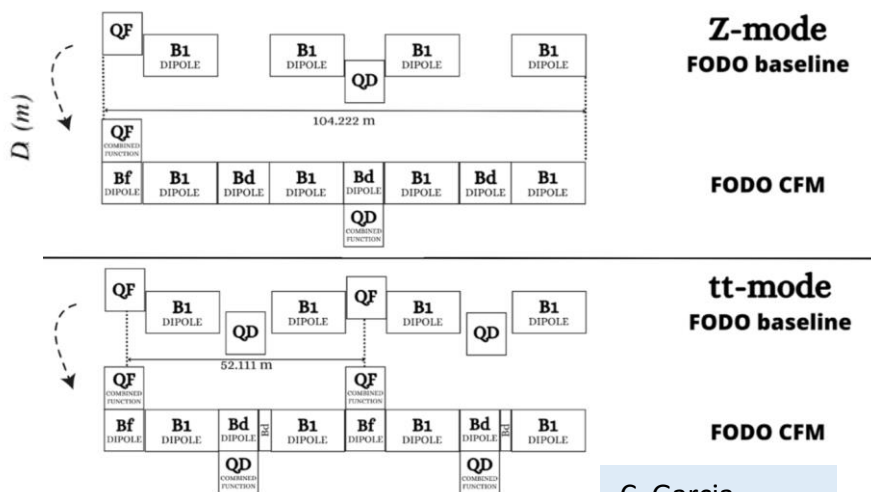 D (m)
Z-mode
FODO baseline
QF
B1
DIPOLE
B1
DIPOLE
QD
B1
DIPOLE
B1
DIPOLE
104.222 m
FODO CFM
QF
COMBINED
FUNCTION
Bf
DIPOLE
B1
DIPOLE
Bd
DIPOLE
B1
DIPOLE
Bd
DIPOLE
B1
DIPOLE
Bd
DIPOLE
B1
DIPOLE
QD
COMBINED
FUNCTION
tt-mode
FODO baseline
QF
B1
DIPOLE
QD
B1
DIPOLE
QF
B1
DIPOLE
QD
B1
DIPOLE
52.111 m
FODO CFM
QF
COMBINED
FUNCTION
QF
COMBINED
FUNCTION
Bf
DIPOLE
B1
DIPOLE
Bd
DIPOLE
Bd
B1
DIPOLE
Bf
DIPOLE
B1
DIPOLE
Bd
DIPOLE
Bd
B1
DIPOLE
QD
COMBINED
FUNCTION
QD
COMBINED
FUNCTION
C. Garcia